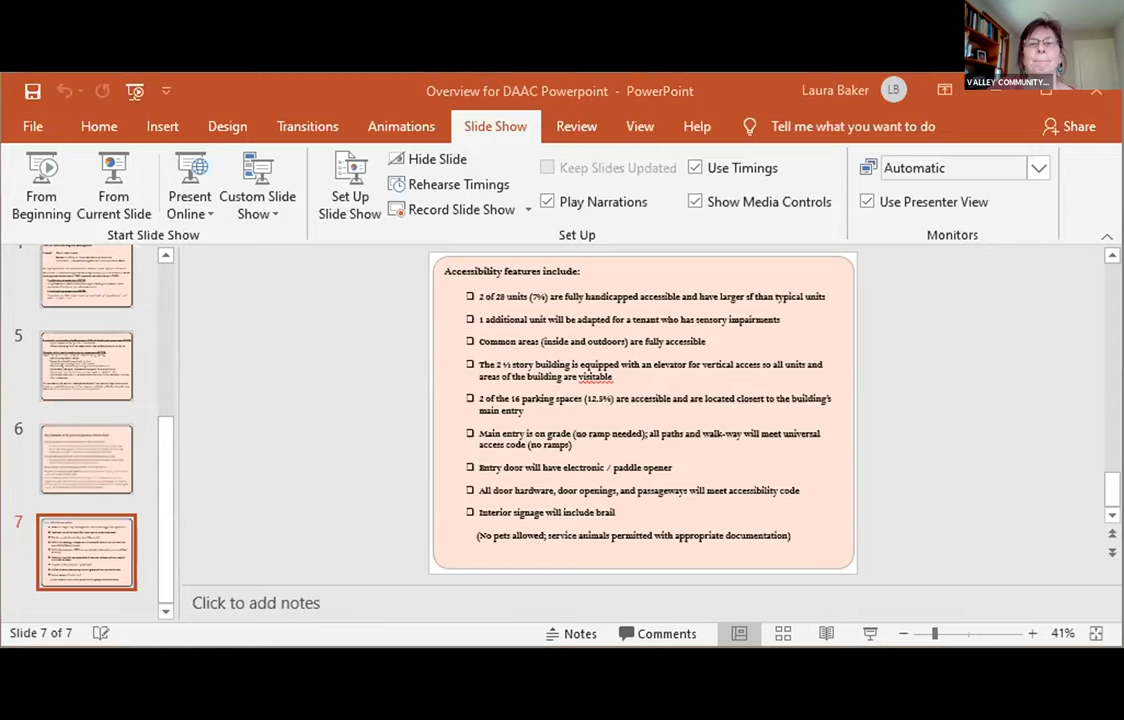 VALLEY COMMUNITY...
Overview for DAAC Powerpoint - PowerPoint
Laura Baker
LB
File
Home
Insert
Design
Transitions
Animations
Slide Show
Review
View
Help
Tell me what you want to do
Share
From Beginning
From Current Slide
Present Online
Custom Slide Show
Start Slide Show
Set Up Slide Show
Hide Slide
Rehearse Timings
Record Slide Show
Keep Slides Updated
Play Narrations
Use Timings
Show Media Controls
Set Up
Automatic
Use Presenter View
Monitors
5
6
7
Accessibility features include:
2 of 28 units (7%) are fully handicapped accessible and have larger sf than typical units
1 additional unit will be adapted for a tenant who has sensory impairments
Common areas (inside and outdoors) are fully accessible
The 2 ½ story building is equipped with an elevator for vertical access so all units and
areas of the building are visitable
2 of the 16 parking spaces (12.5%) are accessible and are located closest to the building's
main entry
Main entry is on grade (no ramp needed); all paths and walk-way will meet universal
access code (no ramps)
Entry door will have electronic / paddle opener
All door hardware, door openings, and passageways will meet accessibility code
Interior signage will include brail
(No pets allowed; service animals permitted with appropriate documentation)
Click to add notes
Slide 7 of 7
Notes
Comments
41%